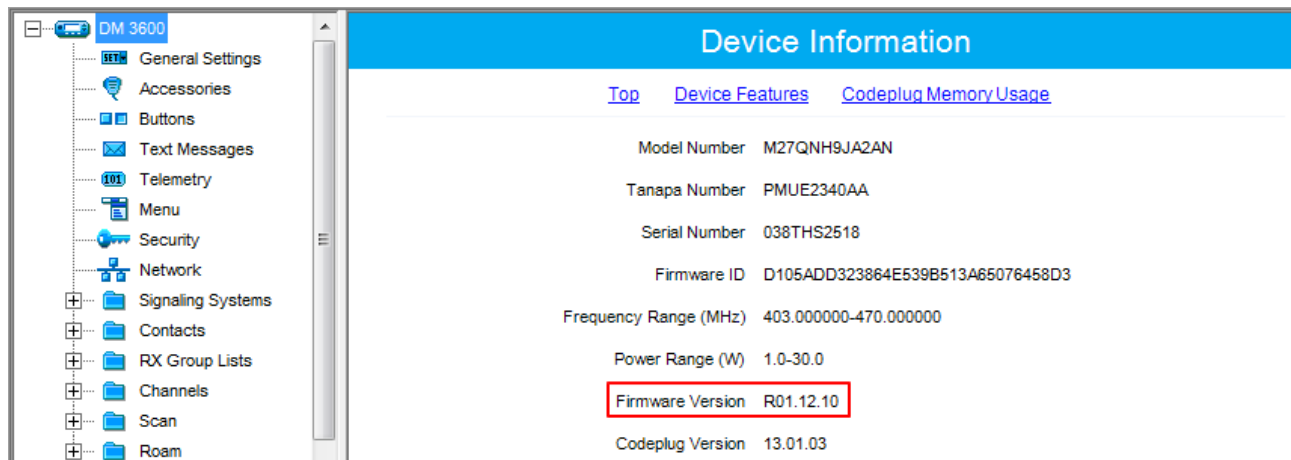 DM 3600
General Settings
Accessories
Buttons
Text Messages
Telemetry
Menu
Security
Network
Signaling Systems
Contacts
RX Group Lists
Channels
Scan
Roam
Device Information
Top Device Features Codeplug Memory Usage
Model Number M27QNH9JA2AN
Tanapa Number PMUE2340AA
Serial Number 038THS2518
Firmware ID D105ADD323864E539B513A65076458D3
Frequency Range (MHz) 403.000000-470.000000
Power Range (W) 1.0-30.0
Firmware Version R01.12.10
Codeplug Version 13.01.03